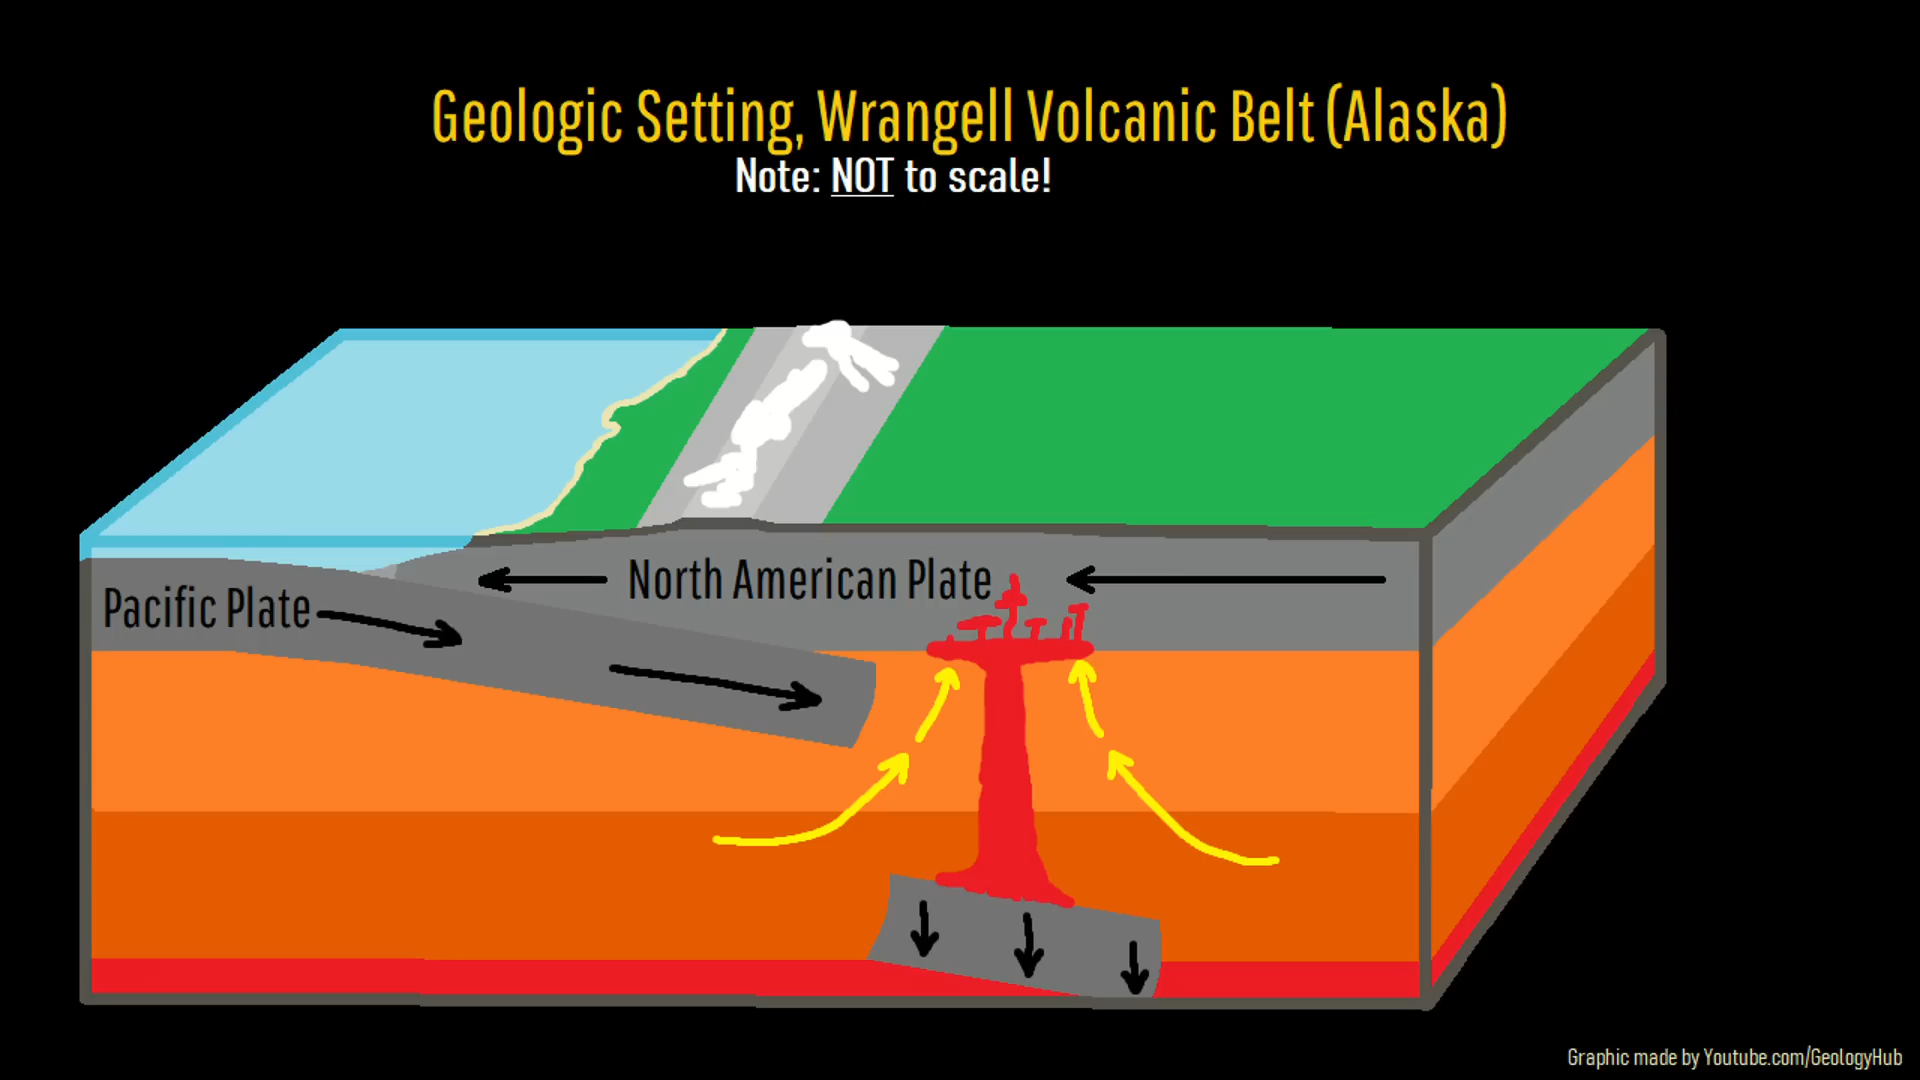 Geologic Setting, Wrangell Volcanic Belt (Alaska)
Note: NOT to scale!
North American Plate
Pacific Plate
Graphic made by Youtube.com/GeologyHub